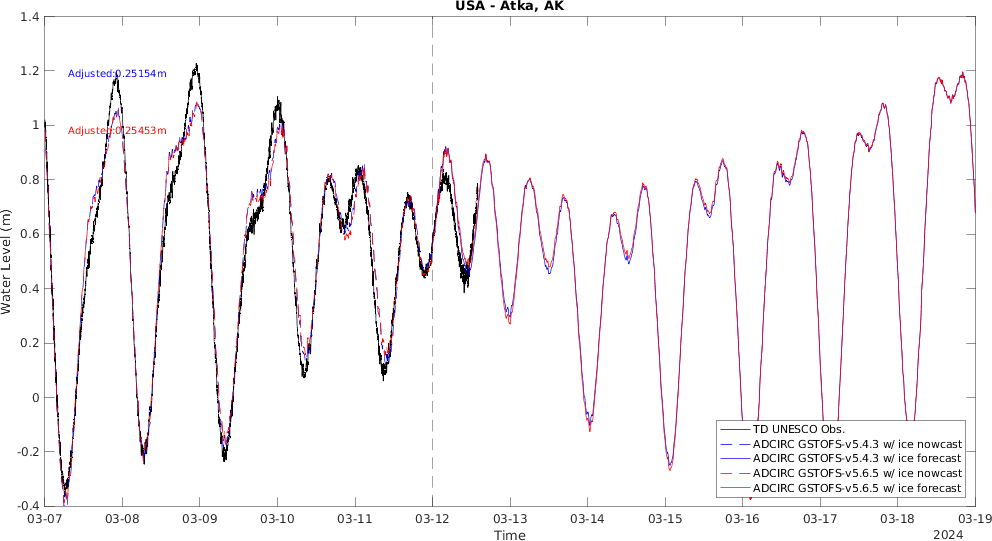 USA - Atka, AK
1.4
1.2
1
0.8
0.6
0.4
0.2
0
-0.2
-0.4
Water Level (m)
Adjusted:0.25154m
Adjusted:0.25453m
TD UNESCO Obs.
ADCIRC GSTOFS-v5.4.3 w/ ice nowcast
ADCIRC GSTOFS-v5.4.3 w/ ice forecast
ADCIRC GSTOFS-v5.6.5 w/ ice nowcast
ADCIRC GSTOFS-v5.6.5 w/ ice forecast
03-07 03-08 03-09 03-10 03-11 03-12 03-13 03-14 03-15 03-16 03-17 03-18 03-19
Time
2024